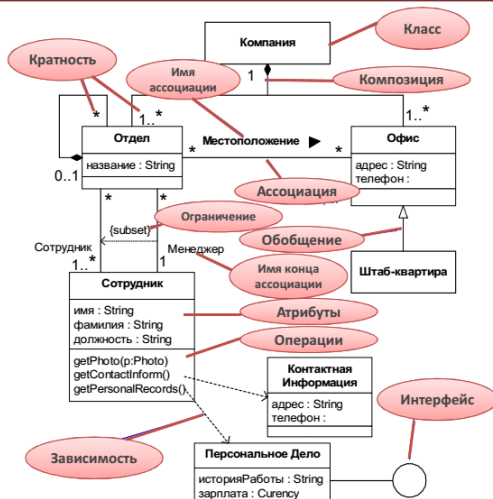 Компания
Класс
Кратность
Имя
ассоциации
1
Композиция
*
1..*
1..*
Отдел
название : String
Местоположение
*
*
Офис
адрес : String
телефон :
0..1
Ассоциация
*
*
Ограничение
{subset}
Обобщение
Сотрудник
Менеджер
1..*
1
Имя конца
ассоциации
Штаб-квартира
Сотрудник
имя : String
фамилия : String
должность : String
Атрибуты
getPhoto(p:Photo)
getContactInform()
getPersonalRecords()
Операции
Контактная
Информация
адрес : String
телефон :
Интерфейс
Зависимость
Персональное Дело
историяРаботы : String
зарплата : Curency